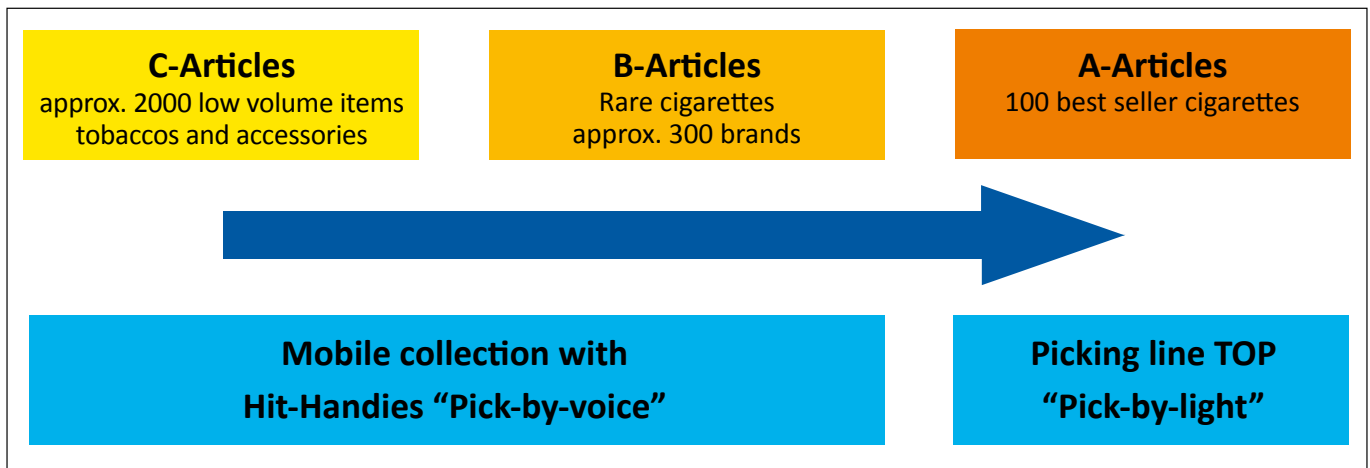 C-Articles
approx. 2000 low volume items
tobaccos and accessories
B-Articles
Rare cigarettes
approx. 300 brands
A-Articles
100 best seller cigarettes
Mobile collection with
Hit-Handies “Pick-by-voice”
Picking line TOP
“Pick-by-light”